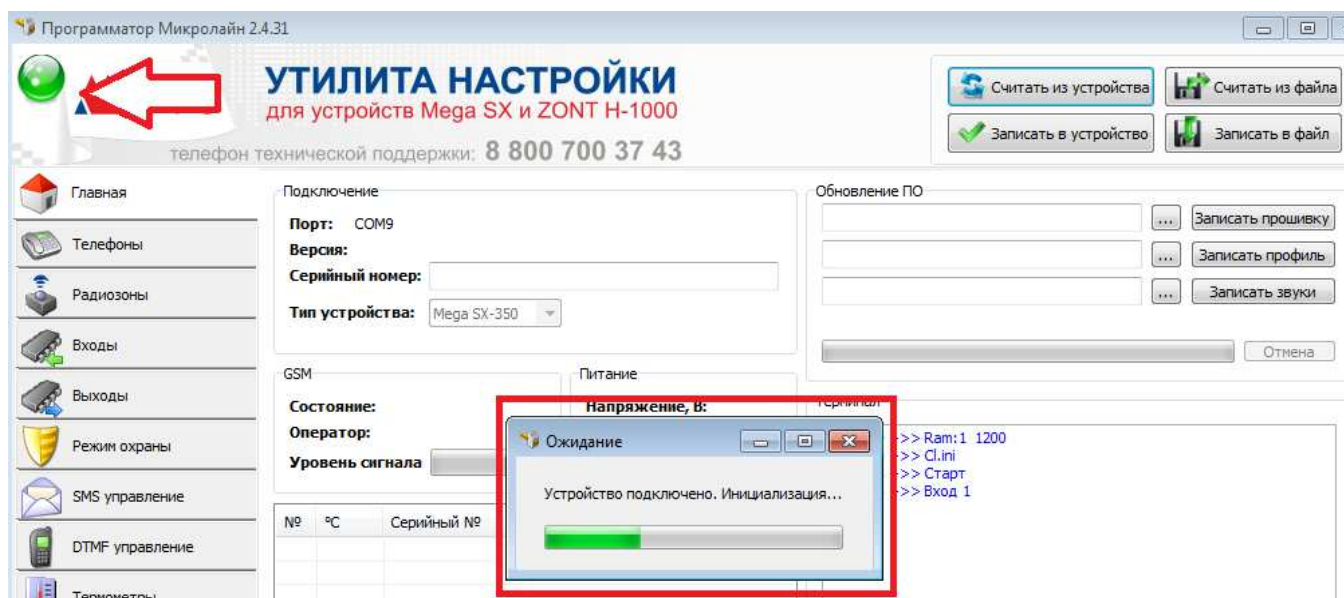 Программатор Микролайн 2.4.31
УТИЛИТА НАСТРОЙКИ
для устройств Mega SX и ZONT H-1000
телефон технической поддержки: 8 800 700 37 43
Считать из устройства
Считать из файла
Записать в устройство
Записать в файл
Главная
Телефоны
Радиозоны
Входы
Выходы
Режим охраны
SMS управление
DTMF управление
Термометры
Подключение
Порт: COM9
Версия:
Серийный номер:
Тип устройства: Mega SX-350
GSM
Состояние:
Оператор:
Уровень сигнала
Питание
Напряжение, В:
№ °C Серийный №
Обновление ПО
... Записать прошивку
... Записать профиль
... Записать звуки
Отмена
Терминал
>> Ram:1 1200
>> Cl.ini
>> Старт
>> Вход 1
Ожидание
Устройство подключено. Инициализация...